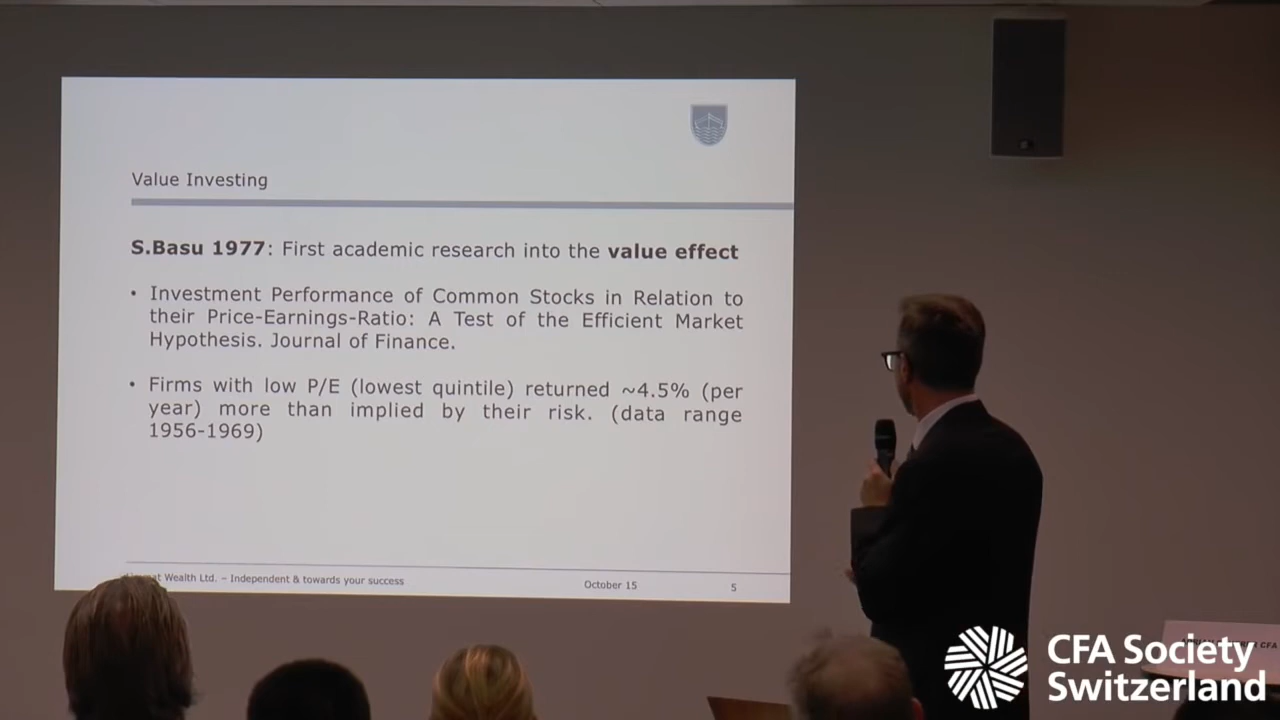 Value Investing
S.Basu 1977: First academic research into the value effect
• Investment Performance of Common Stocks in Relation to
their Price-Earnings-Ratio: A Test of the Efficient Market
Hypothesis. Journal of Finance.
• Firms with low P/E (lowest quintile) returned ~4.5% (per
year) more than implied by their risk. (data range
1956-1969)
Wealth Ltd. – Independent & towards your success
October 15
5
CFA
CFA Society
Switzerland